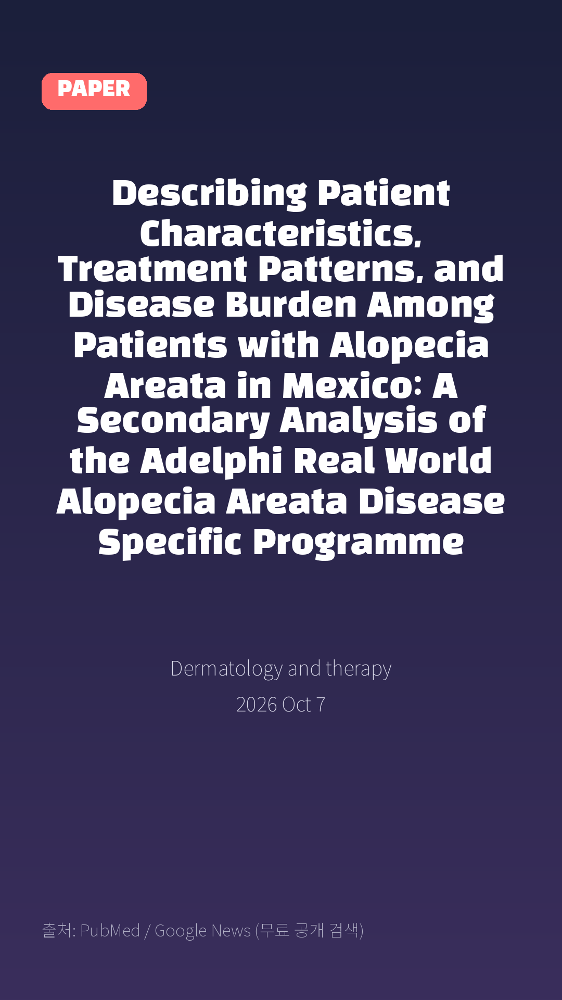 PAPER
Describing Patient
Characteristics,
Treatment Patterns, and
Disease Burden Among
Patients with Alopecia
Areata in Mexico: A
Secondary Analysis of
the Adelphi Real World
Alopecia Areata Disease
Specific Programme
Dermatology and therapy
2026 Oct 7
출처: PubMed / Google News (무료 공개 검색)